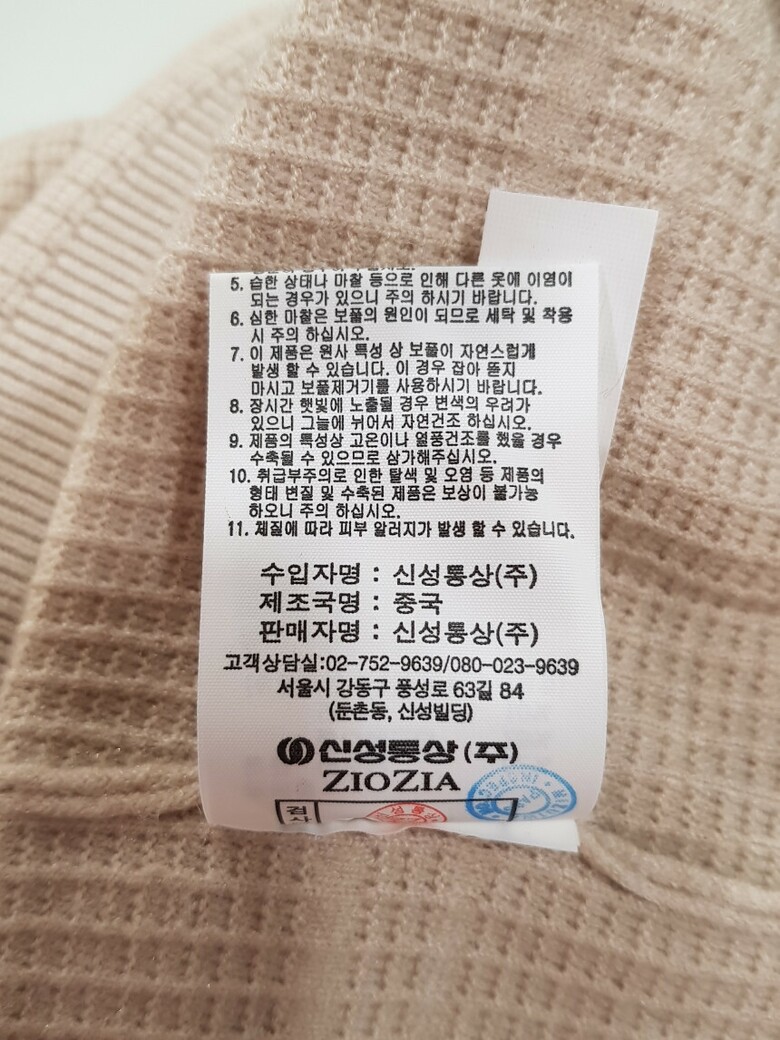 5. 습한 상태나 마찰 등으로 인해 다른 옷에 이염이
되는 경우가 있으니 주의 하시기 바랍니다.
6. 심한 마찰은 보풀의 원인이 되므로 세탁 및 착용
시 주의 하십시오.
7. 이 제품은 원사 특성 상 보풀이 자연스럽게
발생 할 수 있습니다. 이 경우 잡아 뜯지
마시고 보풀제거기를 사용하시기 바랍니다.
8. 장시간 햇빛에 노출될 경우 변색의 우려가
있으니 그늘에 뉘어서 자연건조 하십시오.
9. 제품의 특성상 고온이나 열풍건조를 했을 경우
수축될 수 있으므로 삼가해주십시오.
10. 취급부주의로 인한 탈색 및 오염 등 제품의
형태 변질 및 수축된 제품은 보상이 불가능
하오니 주의 하십시오.
11. 체질에 따라 피부 알러지가 발생 할 수 있습니다.
수입자명 : 신성통상(주)
제조국명 : 중국
판매자명 : 신성통상(주)
고객상담실:02-752-9639/080-023-9639
서울시 강동구 풍성로 63길 84
(둔촌동, 신성빌딩)
신성통상(주)
ZIOZIA
검사